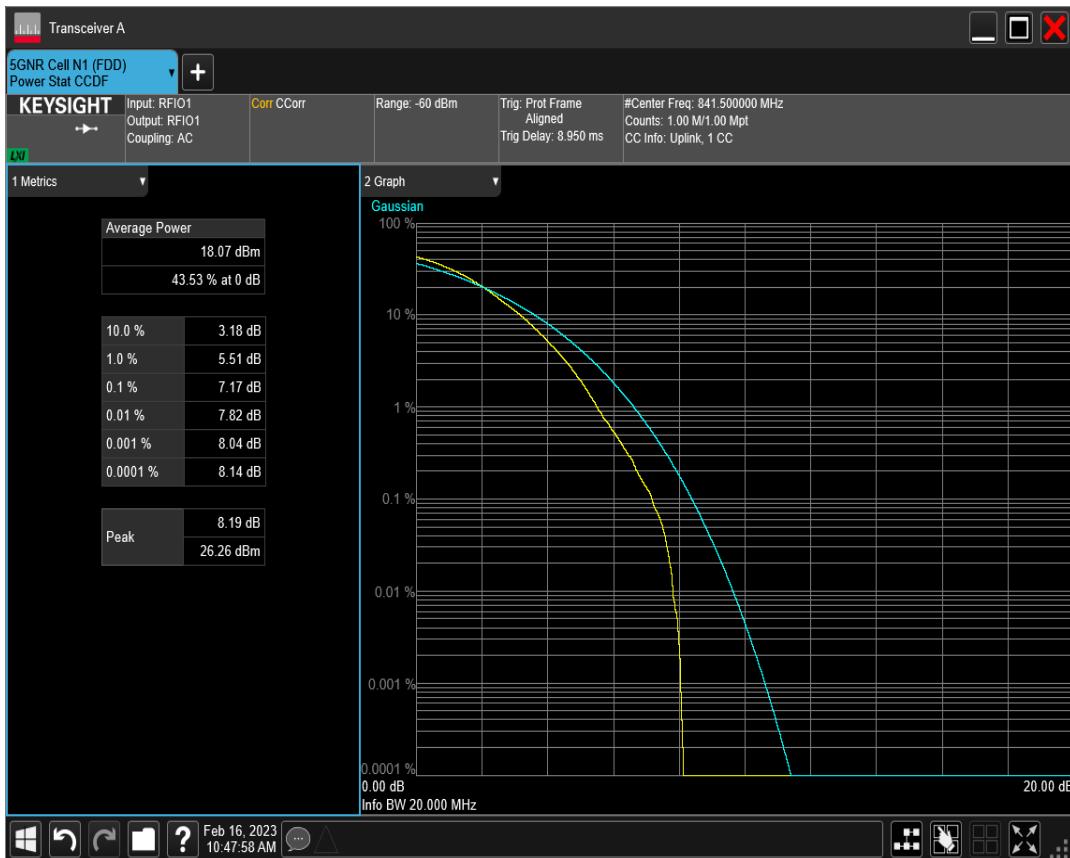 Transceiver A
5GNR Cell N1 (FDD)
Power Stat CCDF
+
KEYSIGHT
LXI
Input: RFIO1
Output: RFIO1
Coupling: AC
Corr CCorr
Range: -60 dBm
Trig: Prot Frame
Aligned
Trig Delay: 8.950 ms
#Center Freq: 841.500000 MHz
Counts: 1.00 M/1.00 Mpt
CC Info: Uplink, 1 CC
1 Metrics
Average Power
18.07 dBm
43.53 % at 0 dB
10.0 % 3.18 dB
1.0 % 5.51 dB
0.1 % 7.17 dB
0.01 % 7.82 dB
0.001 % 8.04 dB
0.0001 % 8.14 dB
Peak
8.19 dB
26.26 dBm
2 Graph
Gaussian
100 %
10 %
1 %
0.1 %
0.01 %
0.001 %
0.0001 %
0.00 dB 20.00 dB
Info BW 20.000 MHz
?
Feb 16, 2023
10:47:58 AM